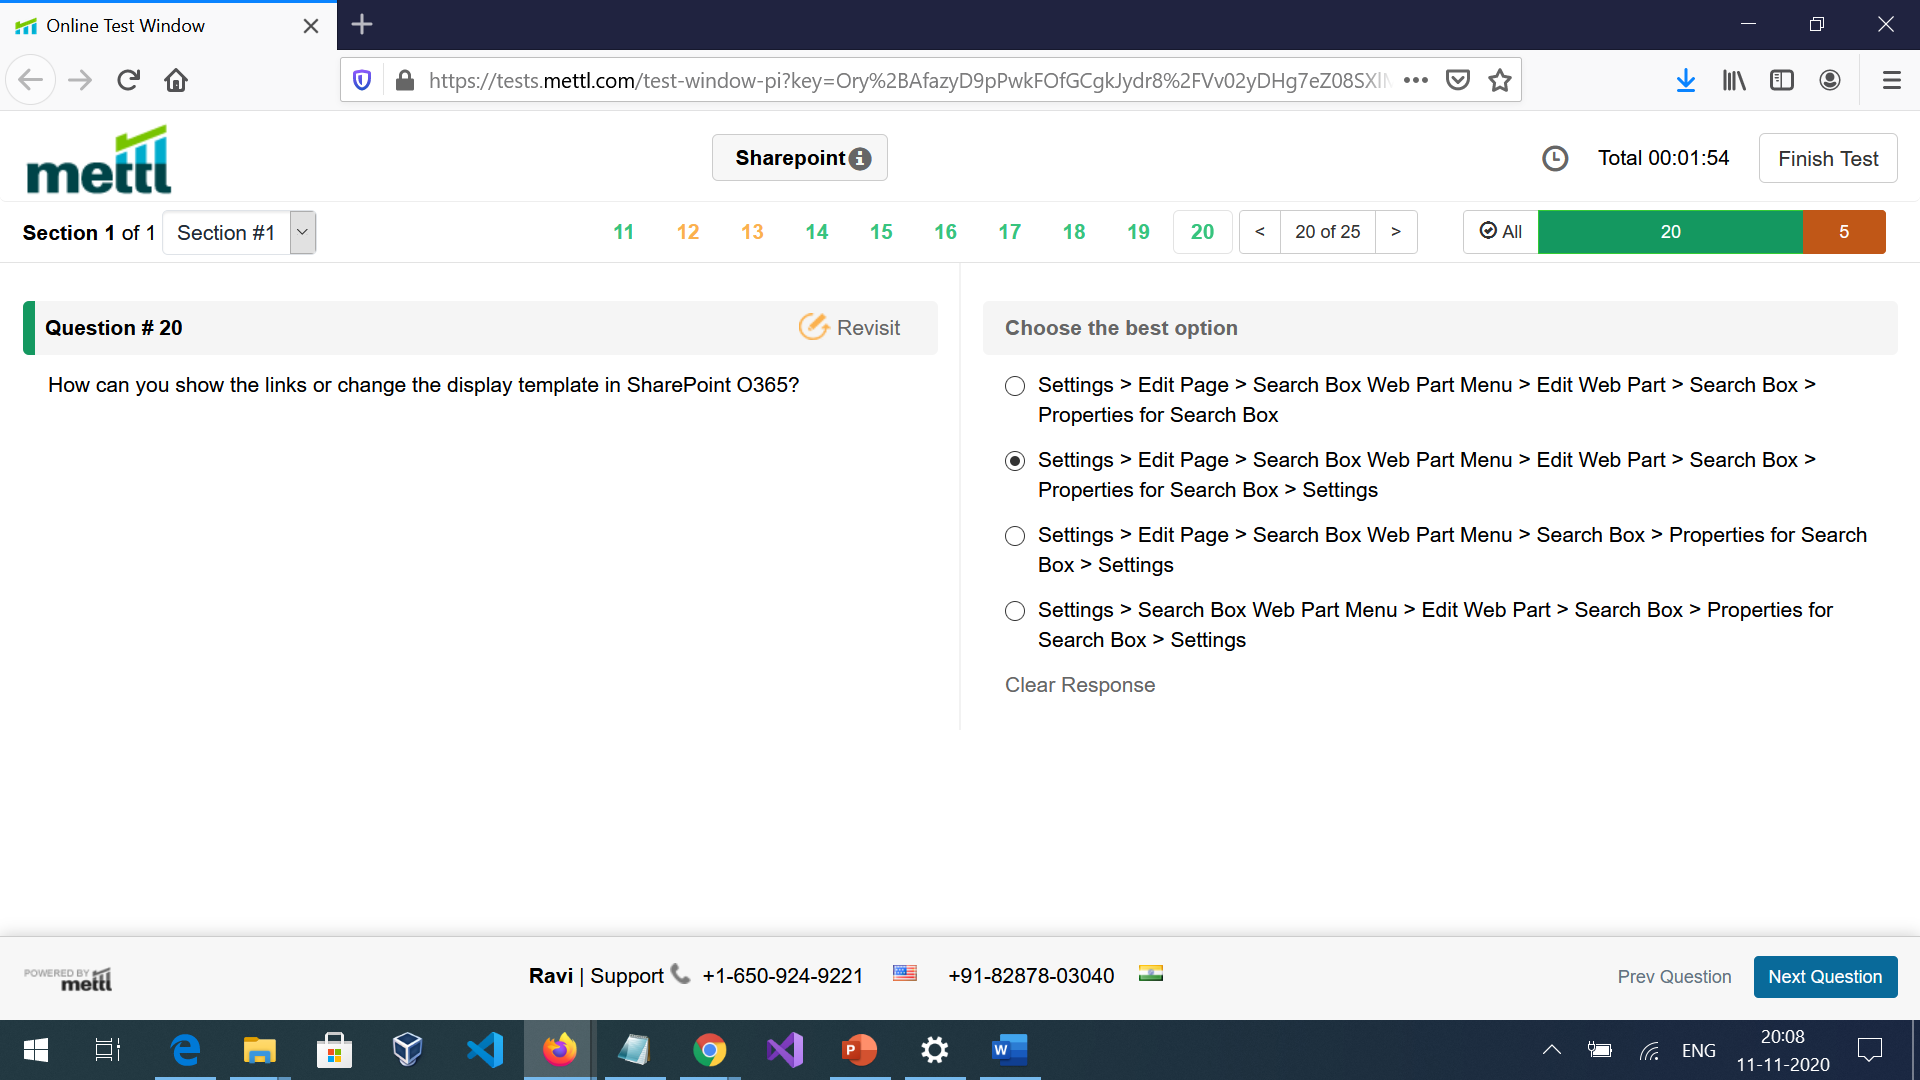 Online Test Window
https://tests.mettl.com/test-window-pi?key=Ory%2BAfazyD9pPwkFOfGCgkJydr8%2FVv02yDHg7eZ08SXI
mettl
Sharepoint
Total 00:01:54
Finish Test
Section 1 of 1
Section #1
11 12 13 14 15 16 17 18 19 20
< 20 of 25 >
All 20 5
Question # 20
Revisit
How can you show the links or change the display template in SharePoint O365?
Choose the best option
Settings > Edit Page > Search Box Web Part Menu > Edit Web Part > Search Box >
Properties for Search Box
Settings > Edit Page > Search Box Web Part Menu > Edit Web Part > Search Box >
Properties for Search Box > Settings
Settings > Edit Page > Search Box Web Part Menu > Search Box > Properties for Search
Box > Settings
Settings > Search Box Web Part Menu > Edit Web Part > Search Box > Properties for
Search Box > Settings
Clear Response
POWERED BY mettl
Ravi | Support +1-650-924-9221 +91-82878-03040
Prev Question
Next Question
ENG
20:08
11-11-2020